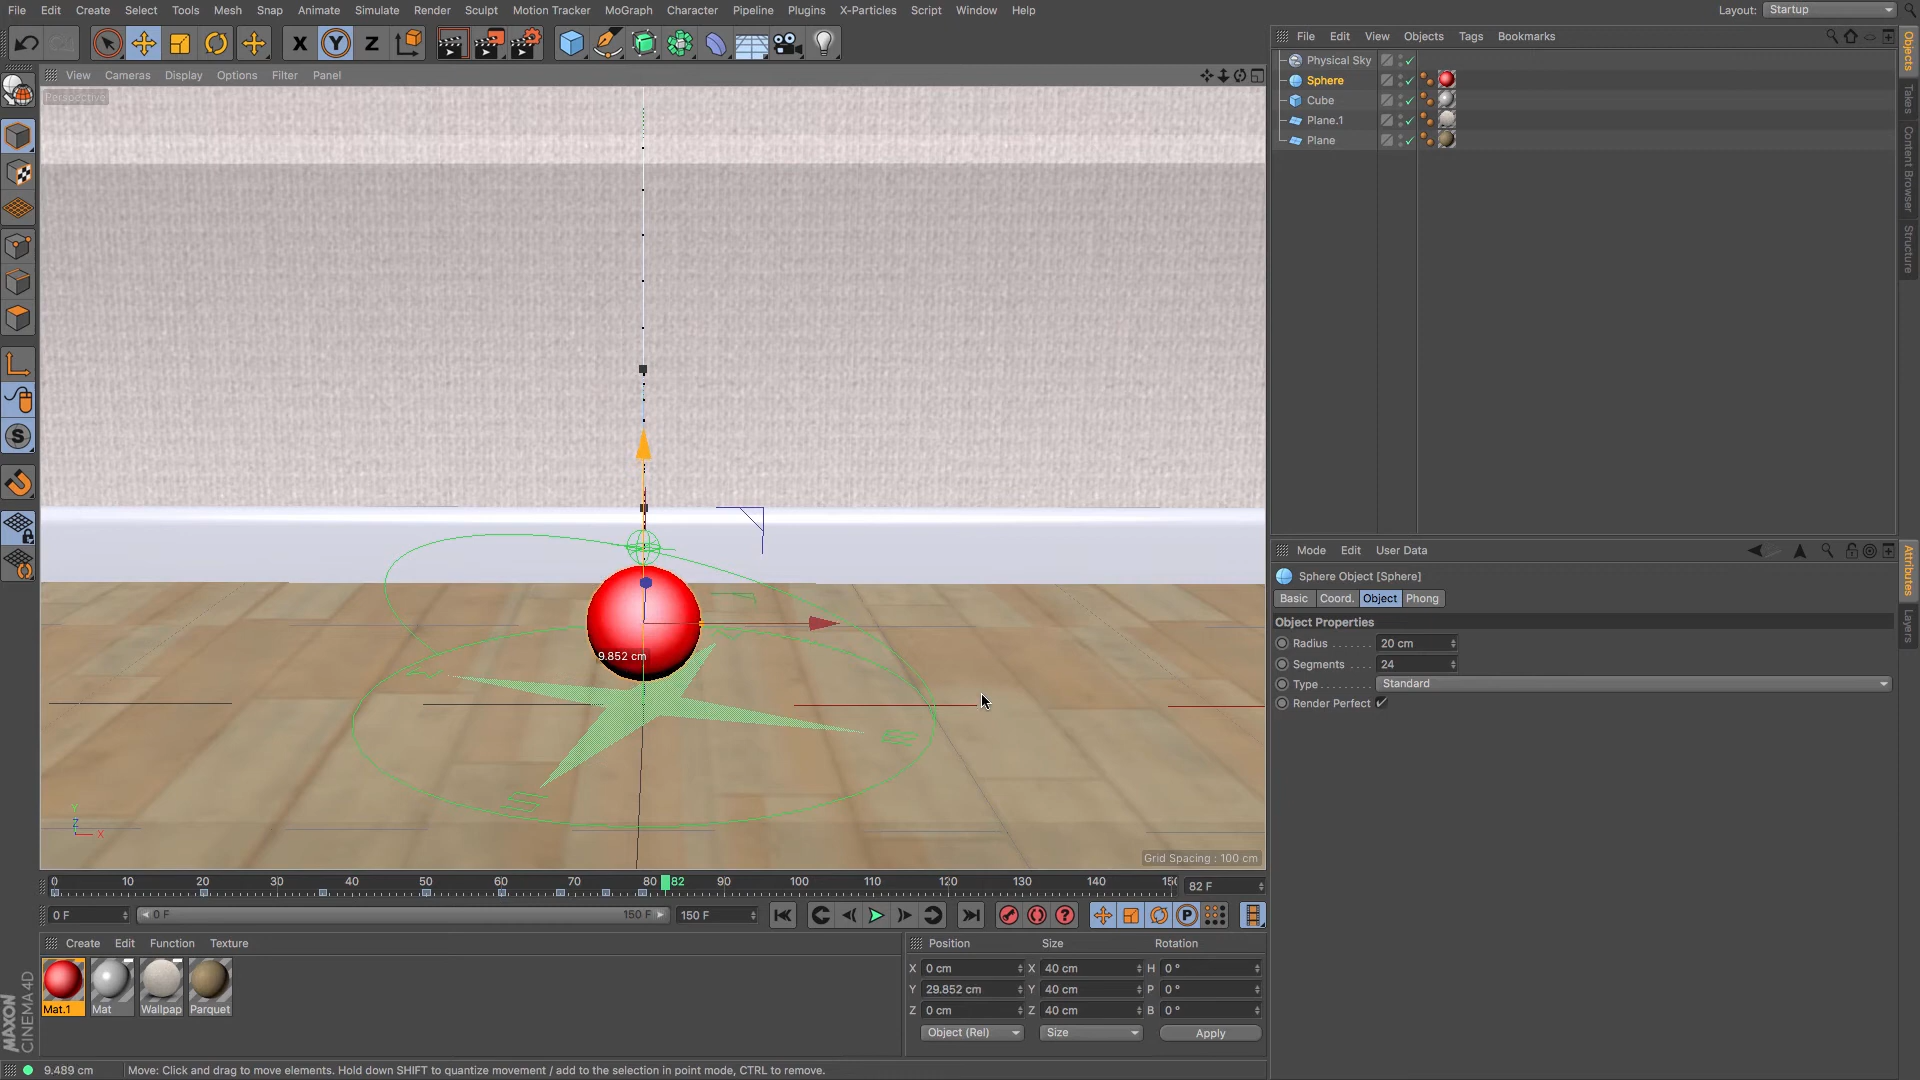 File Edit Create Select Tools Mesh Snap Animate Simulate Render Sculpt Motion Tracker MoGraph Character Pipeline Plugins X-Particles Script Window Help Layout: Startup
X Y Z
File Edit View Objects Tags Bookmarks
Physical Sky
Sphere
Cube
Plane.1
Plane
Objects
Takes
Content Browser
Structure
View Cameras Display Options Filter Panel
Perspective
9.852 cm
Y
Z
X
Grid Spacing : 100 cm
Mode Edit User Data
Sphere Object [Sphere]
Basic Coord. Object Phong
Object Properties
Radius 20 cm
Segments 24
Type Standard
Render Perfect
Attributes
Layers
0 10 20 30 40 50 60 70 80 82 90 100 110 120 130 140 150 82 F
0 F 0 F 150 F 150 F
Create Edit Function Texture
Mat.1 Mat Wallpap Parquet
Position Size Rotation
X 0 cm X 40 cm H 0 °
Y 29.852 cm Y 40 cm P 0 °
Z 0 cm Z 40 cm B 0 °
Object (Rel) Size Apply
MAXON CINEMA 4D
9.489 cm Move: Click and drag to move elements. Hold down SHIFT to quantize movement / add to the selection in point mode, CTRL to remove.